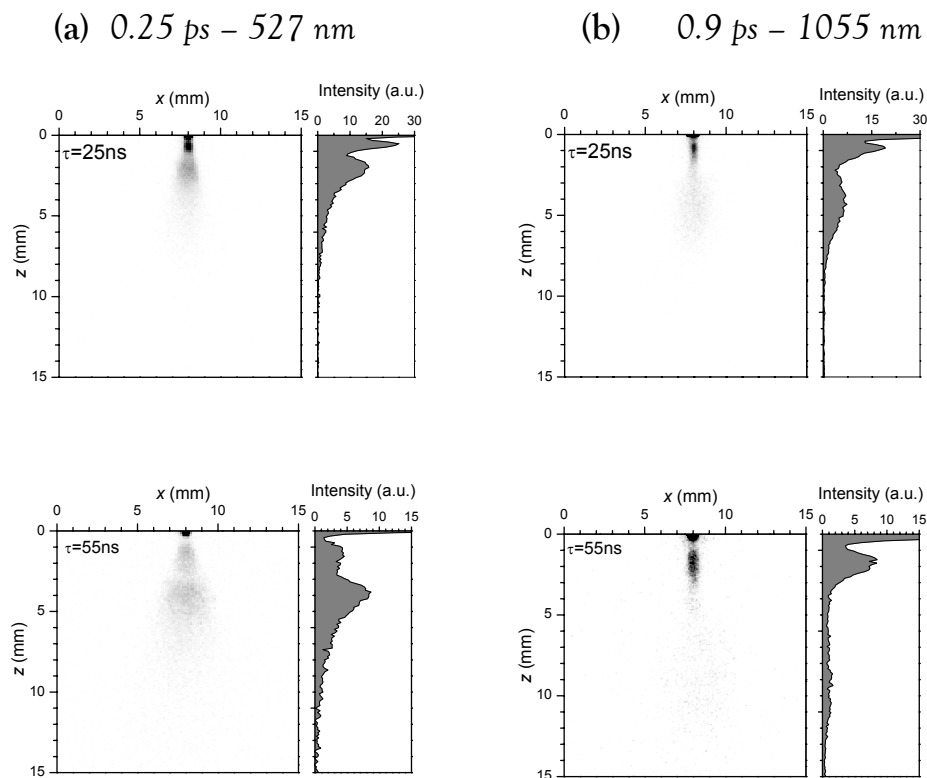 (a) 0.25 ps – 527 nm
(b) 0.9 ps – 1055 nm
x (mm)
Intensity (a.u.)
0 5 10 15
0 10 20 30
τ=25ns
z (mm)
0
5
10
15
x (mm)
Intensity (a.u.)
0 5 10 15
0 15 30
τ=25ns
z (mm)
0
5
10
15
x (mm)
Intensity (a.u.)
0 5 10 15
0 5 10 15
τ=55ns
z (mm)
0
5
10
15
x (mm)
Intensity (a.u.)
0 5 10 15
0 5 10 15
τ=55ns
z (mm)
0
5
10
15